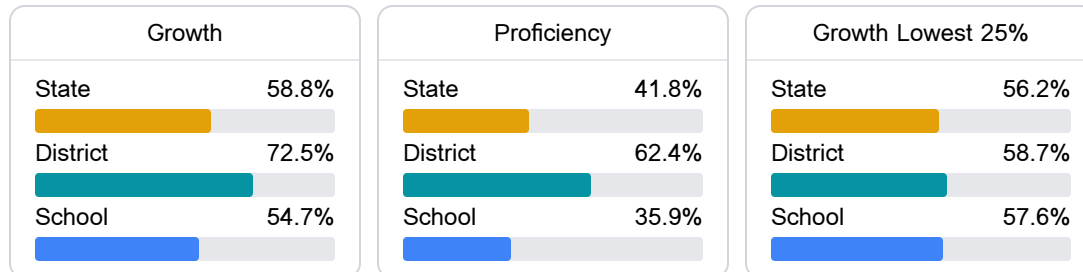 Growth
State 58.8%
District 72.5%
School 54.7%
Proficiency
State 41.8%
District 62.4%
School 35.9%
Growth Lowest 25%
State 56.2%
District 58.7%
School 57.6%